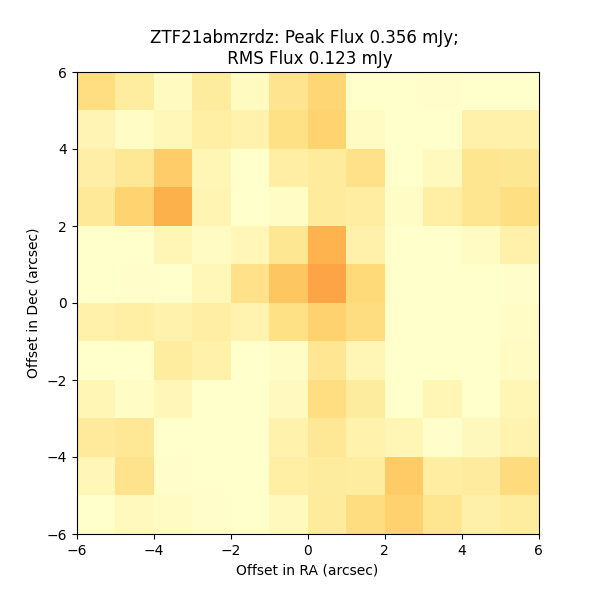 ZTF21abmzrdz: Peak Flux 0.356 mJy;
RMS Flux 0.123 mJy
6
4
2
0
−2
−4
−6
Offset in Dec (arcsec)
−6 −4 −2 0 2 4 6
Offset in RA (arcsec)